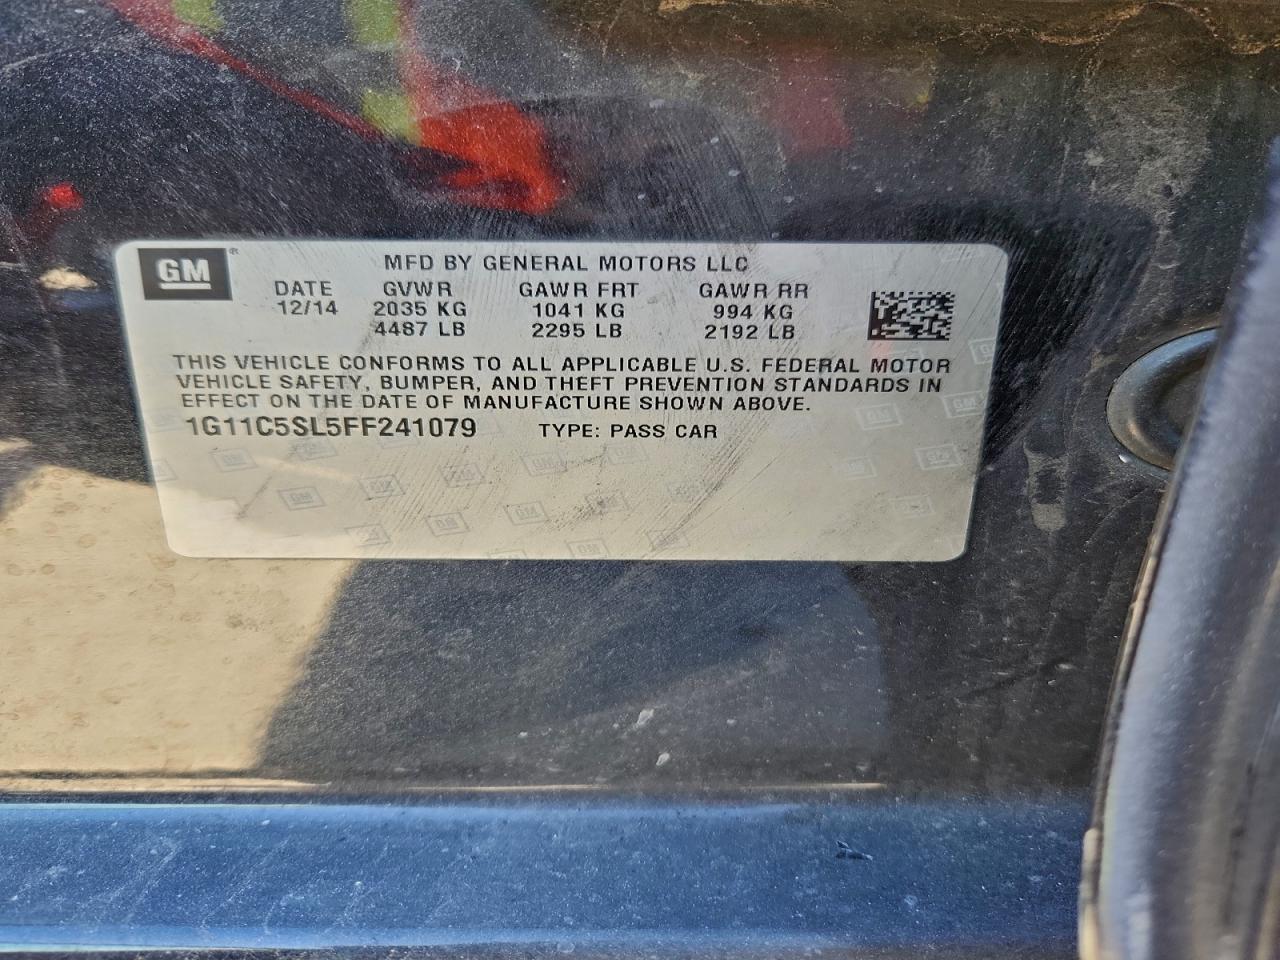 GM®
MFD BY GENERAL MOTORS LLC
DATE GVWR GAWR FRT GAWR RR
12/14 2035 KG 1041 KG 994 KG
4487 LB 2295 LB 2192 LB
THIS VEHICLE CONFORMS TO ALL APPLICABLE U.S. FEDERAL MOTOR
VEHICLE SAFETY, BUMPER, AND THEFT PREVENTION STANDARDS IN
EFFECT ON THE DATE OF MANUFACTURE SHOWN ABOVE.
1G11C5SL5FF241079 TYPE: PASS CAR